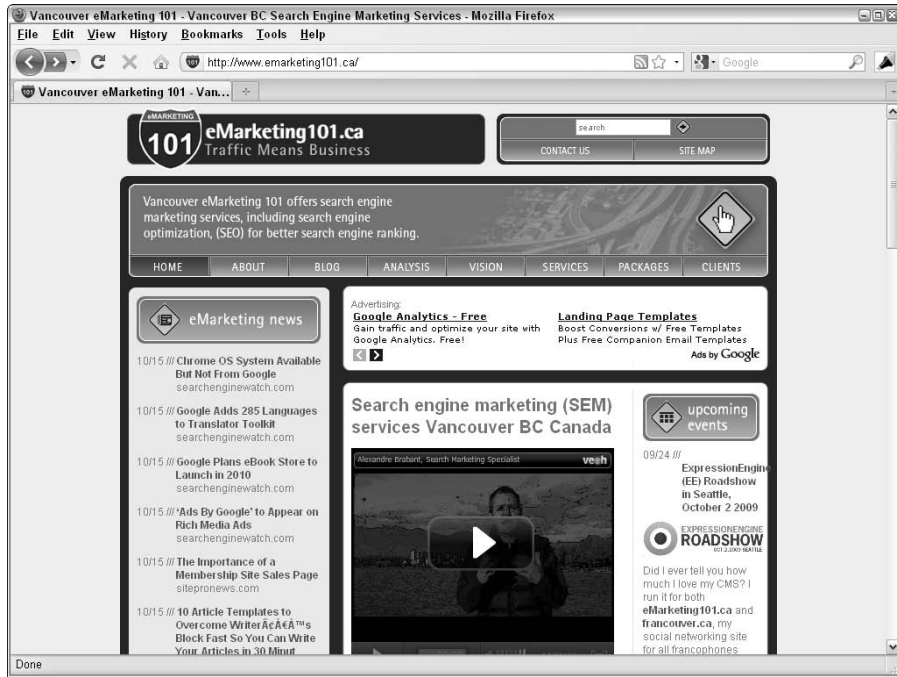 Vancouver eMarketing 101 - Vancouver BC Search Engine Marketing Services - Mozilla Firefox
File Edit View History Bookmarks Tools Help
http://www.emarketing101.ca/
Google
Vancouver eMarketing 101 - Van...
eMARKETING
101
eMarketing101.ca
Traffic Means Business
search
CONTACT US
SITE MAP
Vancouver eMarketing 101 offers search engine
marketing services, including search engine
optimization, (SEO) for better search engine ranking.
HOME ABOUT BLOG ANALYSIS VISION SERVICES PACKAGES CLIENTS
eMarketing news
10/15 /// Chrome OS System Available
But Not From Google
searchenginewatch.com
10/15 /// Google Adds 285 Languages
to Translator Toolkit
searchenginewatch.com
10/15 /// Google Plans eBook Store to
Launch in 2010
searchenginewatch.com
10/15 /// 'Ads By Google' to Appear on
Rich Media Ads
searchenginewatch.com
10/15 /// The Importance of a
Membership Site Sales Page
sitepronews.com
10/15 /// 10 Article Templates to
Overcome WriterÃ¢Â€Â™s
Block Fast So You Can Write
Your Articles in 30 Minut
Advertising:
Google Analytics - Free
Gain traffic and optimize your site with
Google Analytics. Free!
Landing Page Templates
Boost Conversions w/ Free Templates
Plus Free Companion Email Templates
Ads by Google
Search engine marketing (SEM)
services Vancouver BC Canada
Alexandre Brabant, Search Marketing Specialist
veoh
upcoming
events
09/24 ///
ExpressionEngine
(EE) Roadshow
in Seattle,
October 2 2009
EXPRESSIONENGINE
ROADSHOW
OCT.2.2009 SEATTLE
Did I ever tell you how
much I love my CMS? I
run it for both
eMarketing101.ca and
francouver.ca, my
social networking site
for all francophones
Done